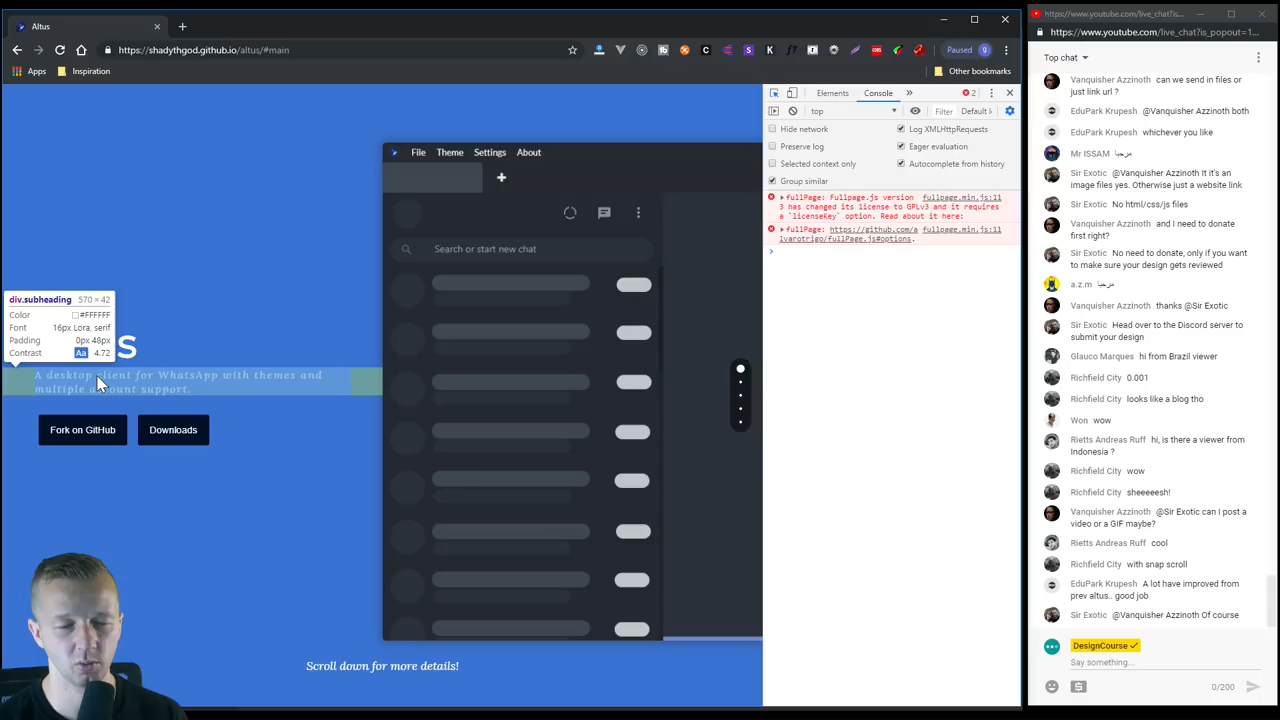 Altus
https://shadythgod.github.io/altus/#main
Paused
9
Apps
Inspiration
Other bookmarks
File
Theme
Settings
About
Search or start new chat
div.subheading
570 × 42
Color
#FFFFFF
Font
16px Lora, serif
Padding
0px 48px
Contrast
Aa
4.72
s
A desktop client for WhatsApp with themes and
multiple account support.
Fork on GitHub
Downloads
Scroll down for more details!
Elements
Console
2
top
Filter
Default l
Hide network
Log XMLHttpRequests
Preserve log
Eager evaluation
Selected context only
Autocomplete from history
Group similar
fullPage: Fullpage.js version
fullpage.min.js:11
3 has changed its license to GPLv3 and it requires
a `licenseKey` option. Read about it here:
fullPage: https://github.com/a
fullpage.min.js:11
lvarotrigo/fullPage.js#options.
https://www.youtube.com/live_chat?is...
https://www.youtube.com/live_chat?is_popout=1...
Top chat
Vanquisher Azzinoth can we send in files or
just link url ?
EduPark Krupesh @Vanquisher Azzinoth both
EduPark Krupesh whichever you like
Mr ISSAM مرحبا
Sir Exotic @Vanquisher Azzinoth It it's an
image files yes. Otherwise just a website link
Sir Exotic No html/css/js files
Vanquisher Azzinoth and I need to donate
first right?
Sir Exotic No need to donate, only if you want
to make sure your design gets reviewed
a.z.m مرحبا
Vanquisher Azzinoth thanks @Sir Exotic
Sir Exotic Head over to the Discord server to
submit your design
Glauco Marques hi from Brazil viewer
Richfield City 0.001
Richfield City looks like a blog tho
Won wow
Rietts Andreas Ruff hi, is there a viewer from
Indonesia ?
Richfield City wow
Richfield City sheeeeesh!
Vanquisher Azzinoth @Sir Exotic can I post a
video or a GIF maybe?
Rietts Andreas Ruff cool
Richfield City with snap scroll
EduPark Krupesh A lot have improved from
prev altus.. good job
Sir Exotic @Vanquisher Azzinoth Of course
DesignCourse
Say something...
0/200